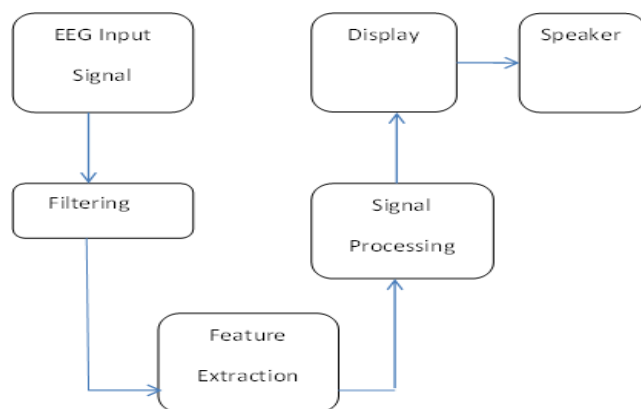 EEG Input
Signal
Filtering
Feature
Extraction
Signal
Processing
Display
Speaker